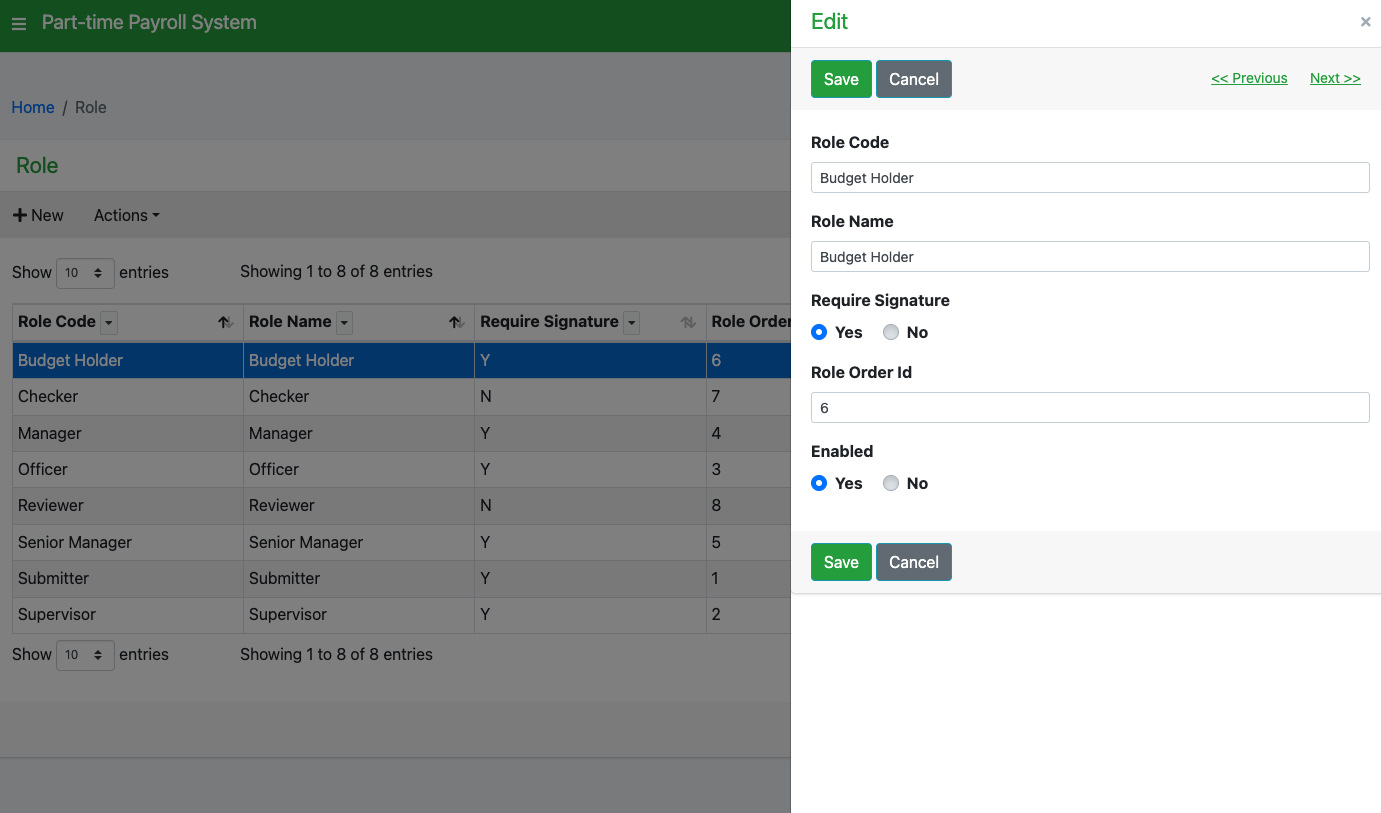 Part-time Payroll System
Home / Role
Role
New Actions
Show 10 entries Showing 1 to 8 of 8 entries
Role Code Role Name Require Signature Role Order
Budget Holder Budget Holder Y 6
Checker Checker N 7
Manager Manager Y 4
Officer Officer Y 3
Reviewer Reviewer N 8
Senior Manager Senior Manager Y 5
Submitter Submitter Y 1
Supervisor Supervisor Y 2
Show 10 entries Showing 1 to 8 of 8 entries
Edit ×
Save Cancel << Previous Next >>
Role Code
Budget Holder
Role Name
Budget Holder
Require Signature
Yes No
Role Order Id
6
Enabled
Yes No
Save Cancel